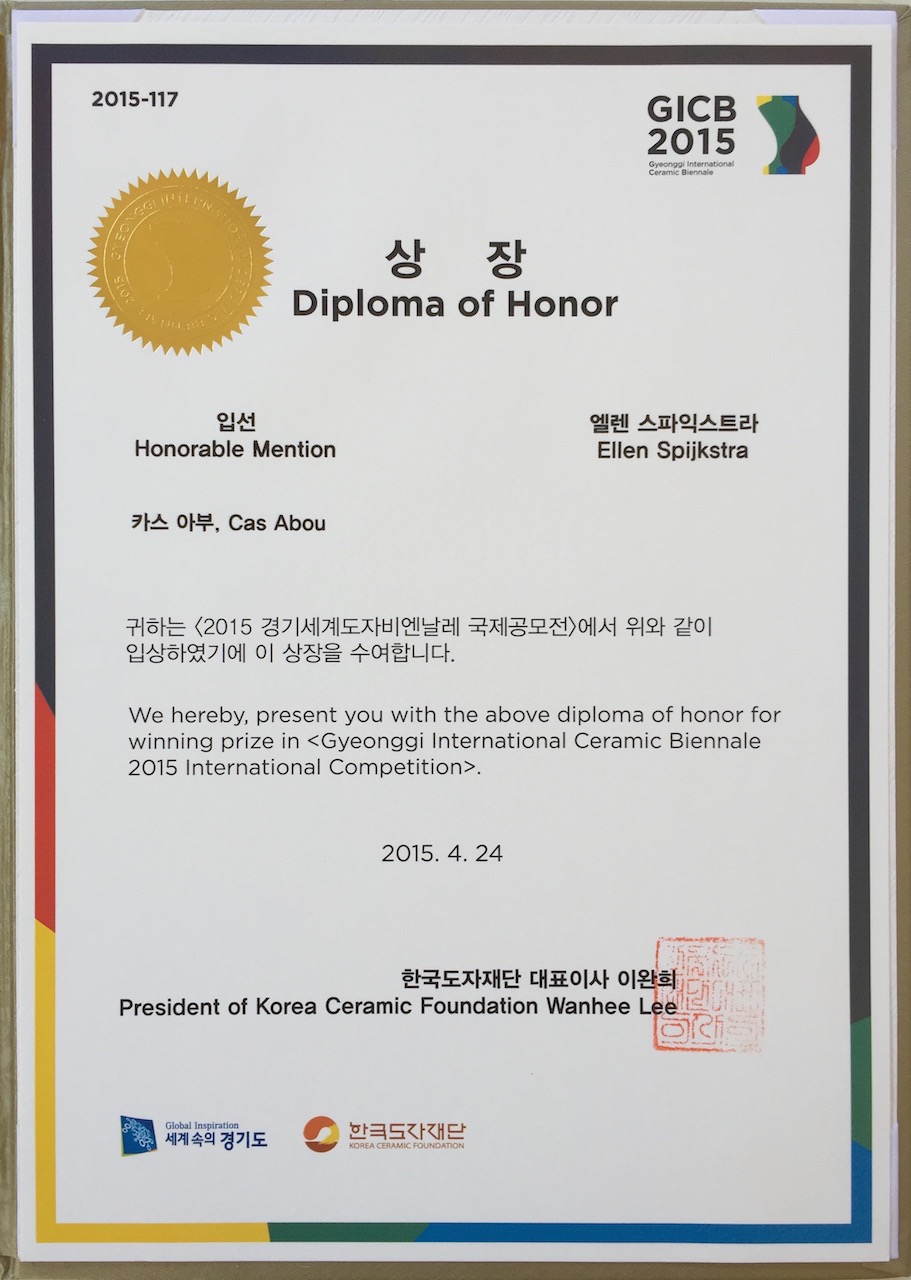 2015-117
GICB
2015
Gyeonggi International
Ceramic Biennale
상 장
Diploma of Honor
입선
Honorable Mention
엘렌 스파익스트라
Ellen Spijkstra
카스 아부, Cas Abou
귀하는 〈2015 경기세계도자비엔날레 국제공모전〉에서 위와 같이
입상하였기에 이 상장을 수여합니다.
We hereby, present you with the above diploma of honor for
winning prize in <Gyeonggi International Ceramic Biennale
2015 International Competition>.
2015. 4. 24
한국도자재단 대표이사 이완희
President of Korea Ceramic Foundation Wanhee Lee
Global Inspiration
세계속의 경기도
한국도자재단
KOREA CERAMIC FOUNDATION